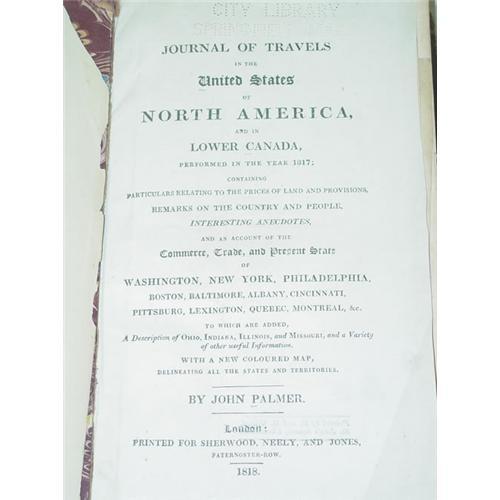 CITY LIBRARY
JOURNAL OF TRAVELS
IN THE
United States
OF
NORTH AMERICA,
AND IN
LOWER CANADA,
PERFORMED IN THE YEAR 1817;
CONTAINING
PARTICULARS RELATING TO THE PRICES OF LAND AND PROVISIONS,
REMARKS ON THE COUNTRY AND PEOPLE,
INTERESTING ANECDOTES,
AND AN ACCOUNT OF THE
Commerce, Trade, and Present State
OF
WASHINGTON, NEW YORK, PHILADELPHIA,
BOSTON, BALTIMORE, ALBANY, CINCINNATI,
PITTSBURG, LEXINGTON, QUEBEC, MONTREAL, &c.
TO WHICH ARE ADDED,
A Description of OHIO, INDIANA, ILLINOIS, and MISSOURI, and a Variety
of other useful Information.
WITH A NEW COLOURED MAP,
DELINEATING ALL THE STATES AND TERRITORIES.
BY JOHN PALMER.
London:
PRINTED FOR SHERWOOD, NEELY, AND JONES,
PATERNOSTER-ROW.
1818.